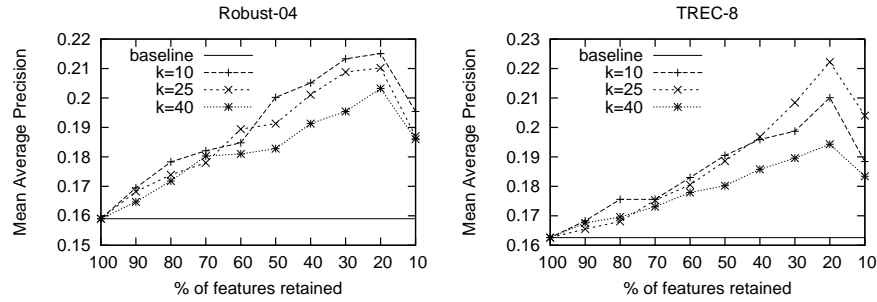 Robust-04
Mean Average Precision
0.22
0.21
0.2
0.19
0.18
0.17
0.16
0.15
baseline
k=10
k=25
k=40
100 90 80 70 60 50 40 30 20 10
% of features retained
TREC-8
Mean Average Precision
0.23
0.22
0.21
0.2
0.19
0.18
0.17
0.16
baseline
k=10
k=25
k=40
100 90 80 70 60 50 40 30 20 10
% of features retained